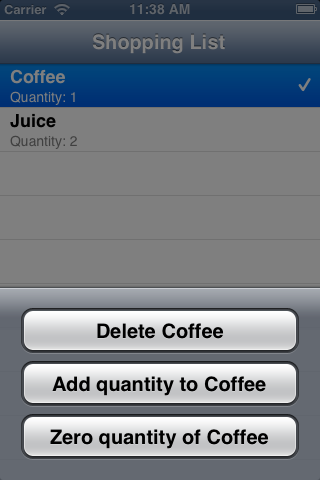 Carrier 11:38 AM
Shopping List
Coffee
Quantity: 1
Juice
Quantity: 2
Delete Coffee
Add quantity to Coffee
Zero quantity of Coffee